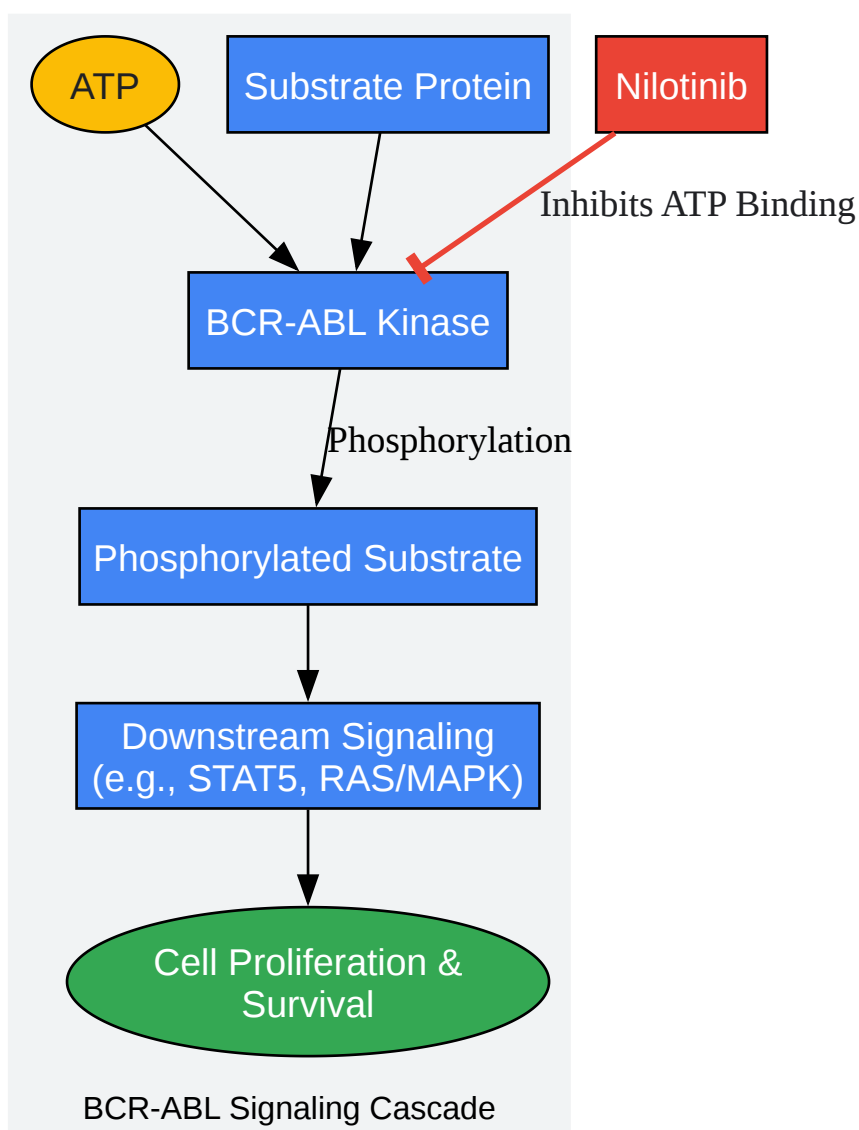 ATP
Substrate Protein
Nilotinib
Inhibits ATP Binding
BCR-ABL Kinase
Phosphorylation
Phosphorylated Substrate
Downstream Signaling
(e.g., STAT5, RAS/MAPK)
Cell Proliferation &
Survival
BCR-ABL Signaling Cascade